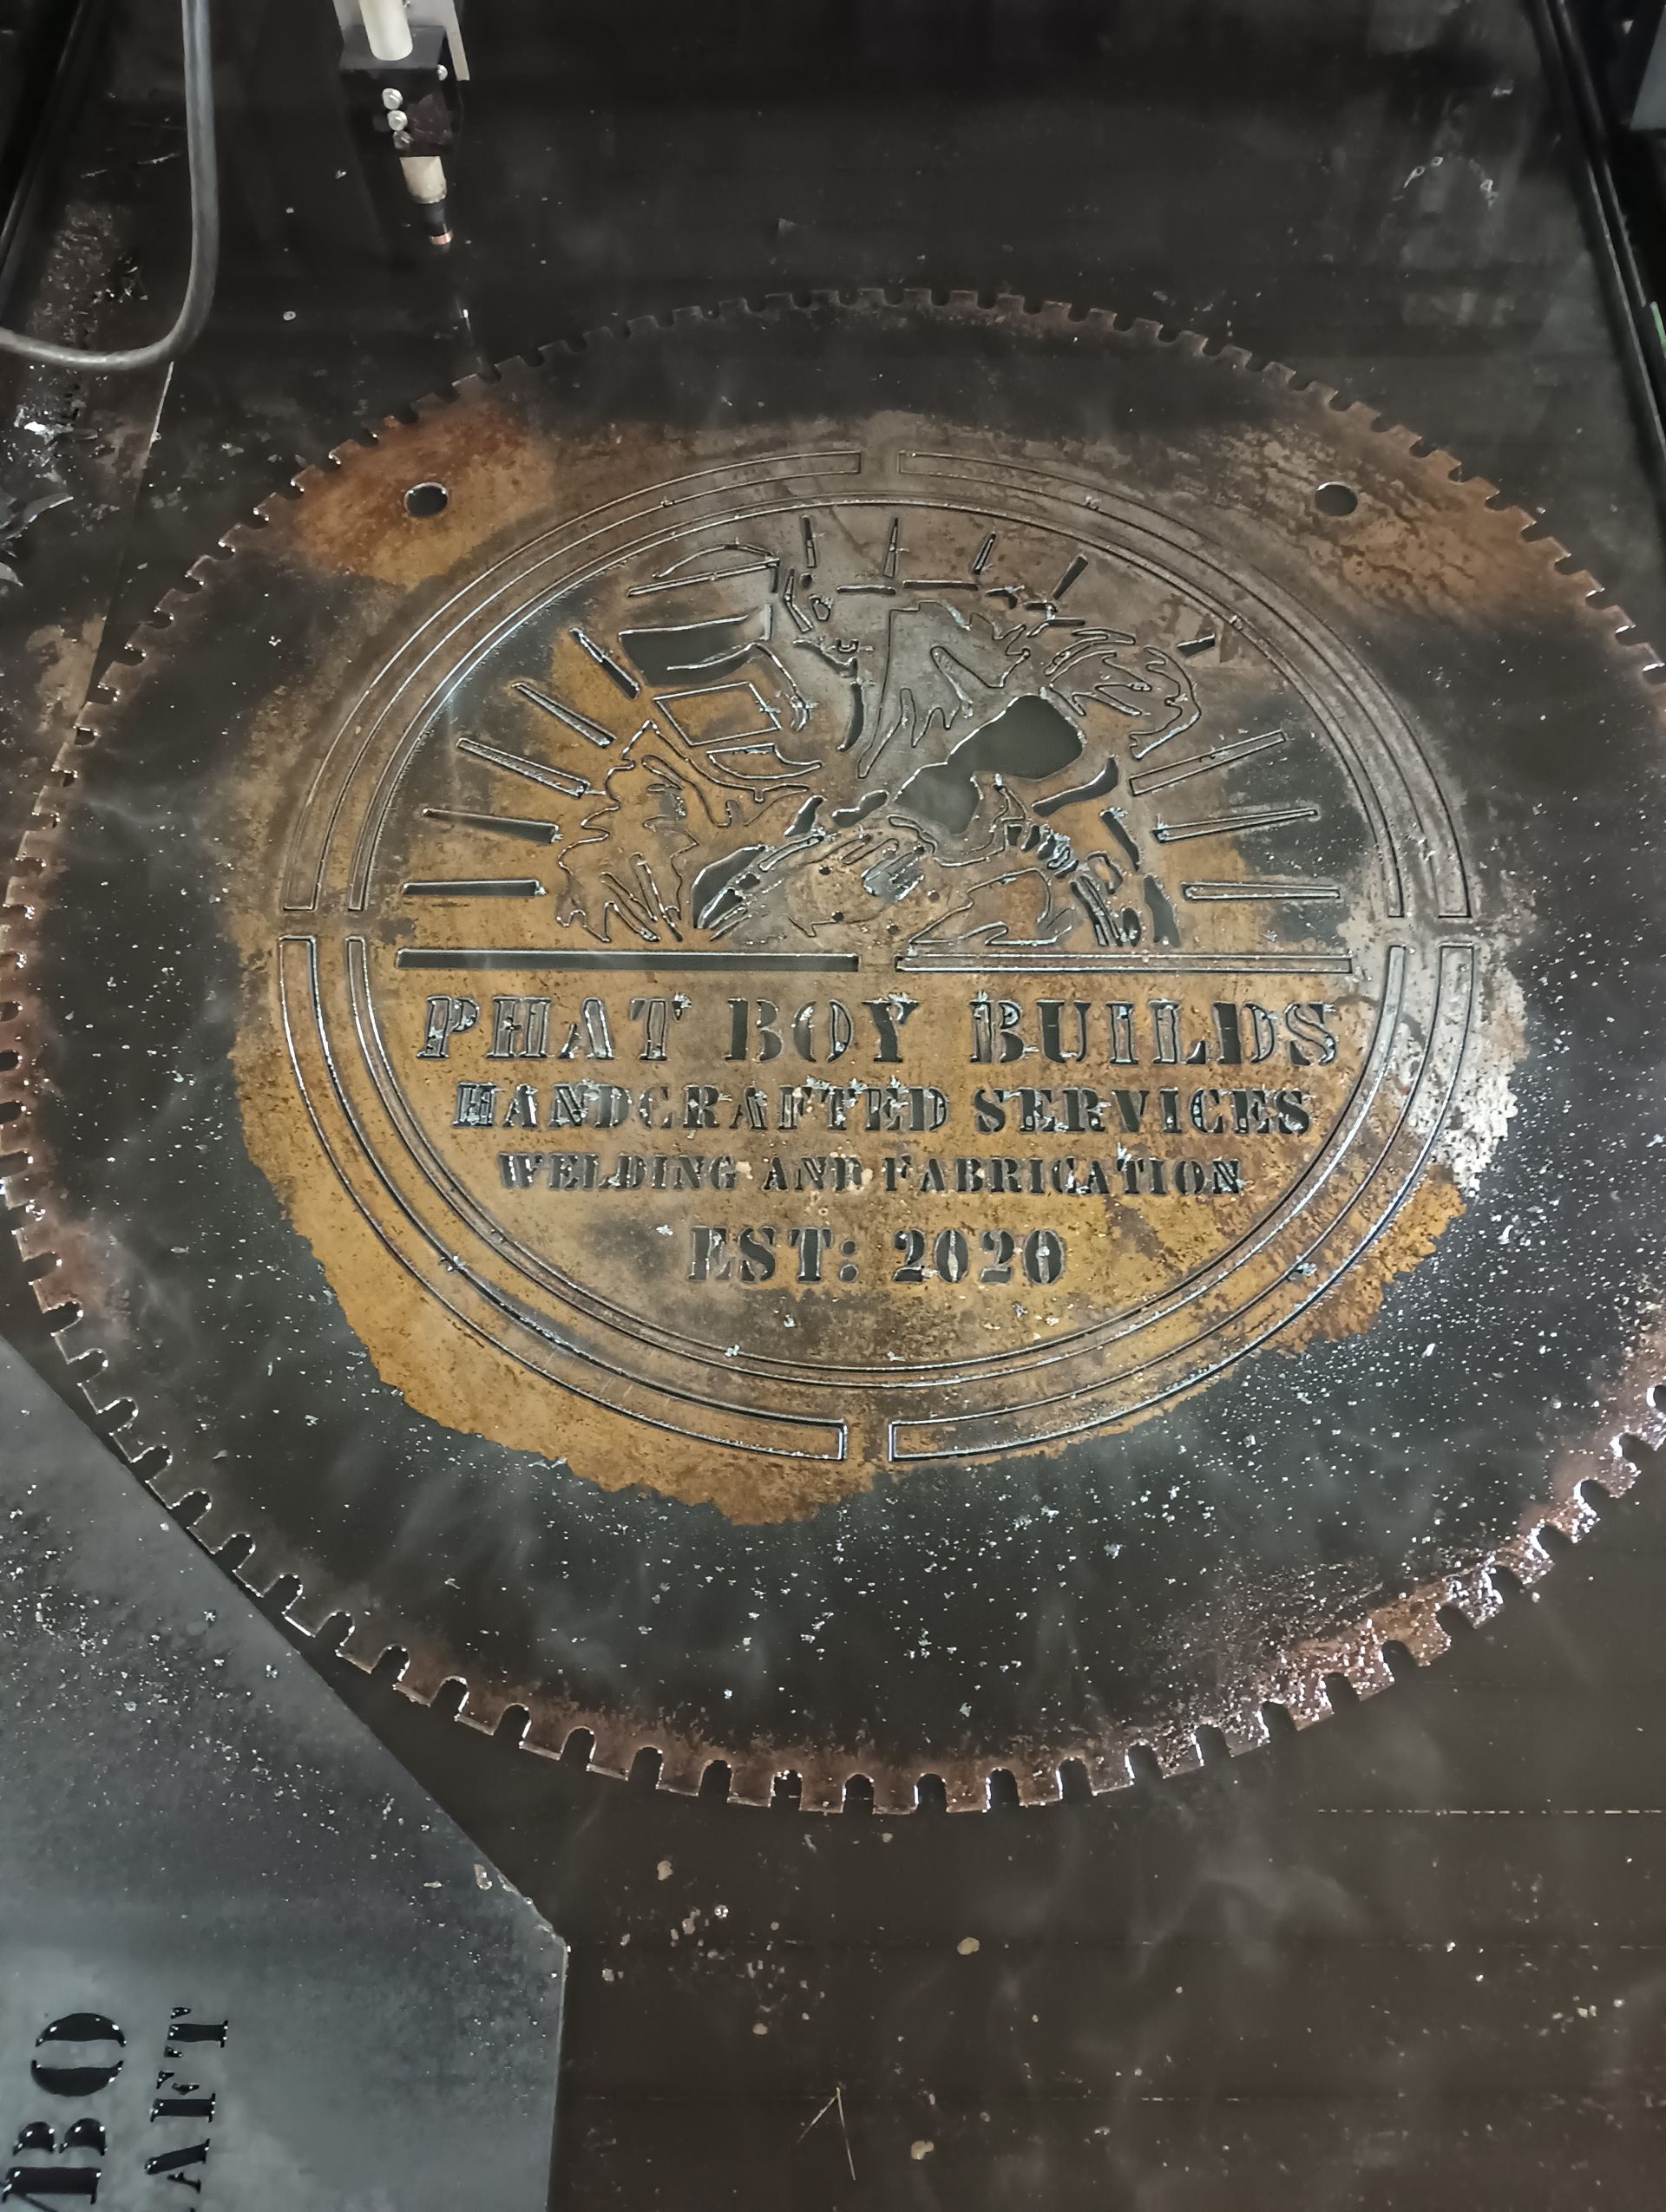 PHAT BOY BUILDS
HANDCRAFTED SERVICES
WELDING AND FABRICATION
EST: 2020